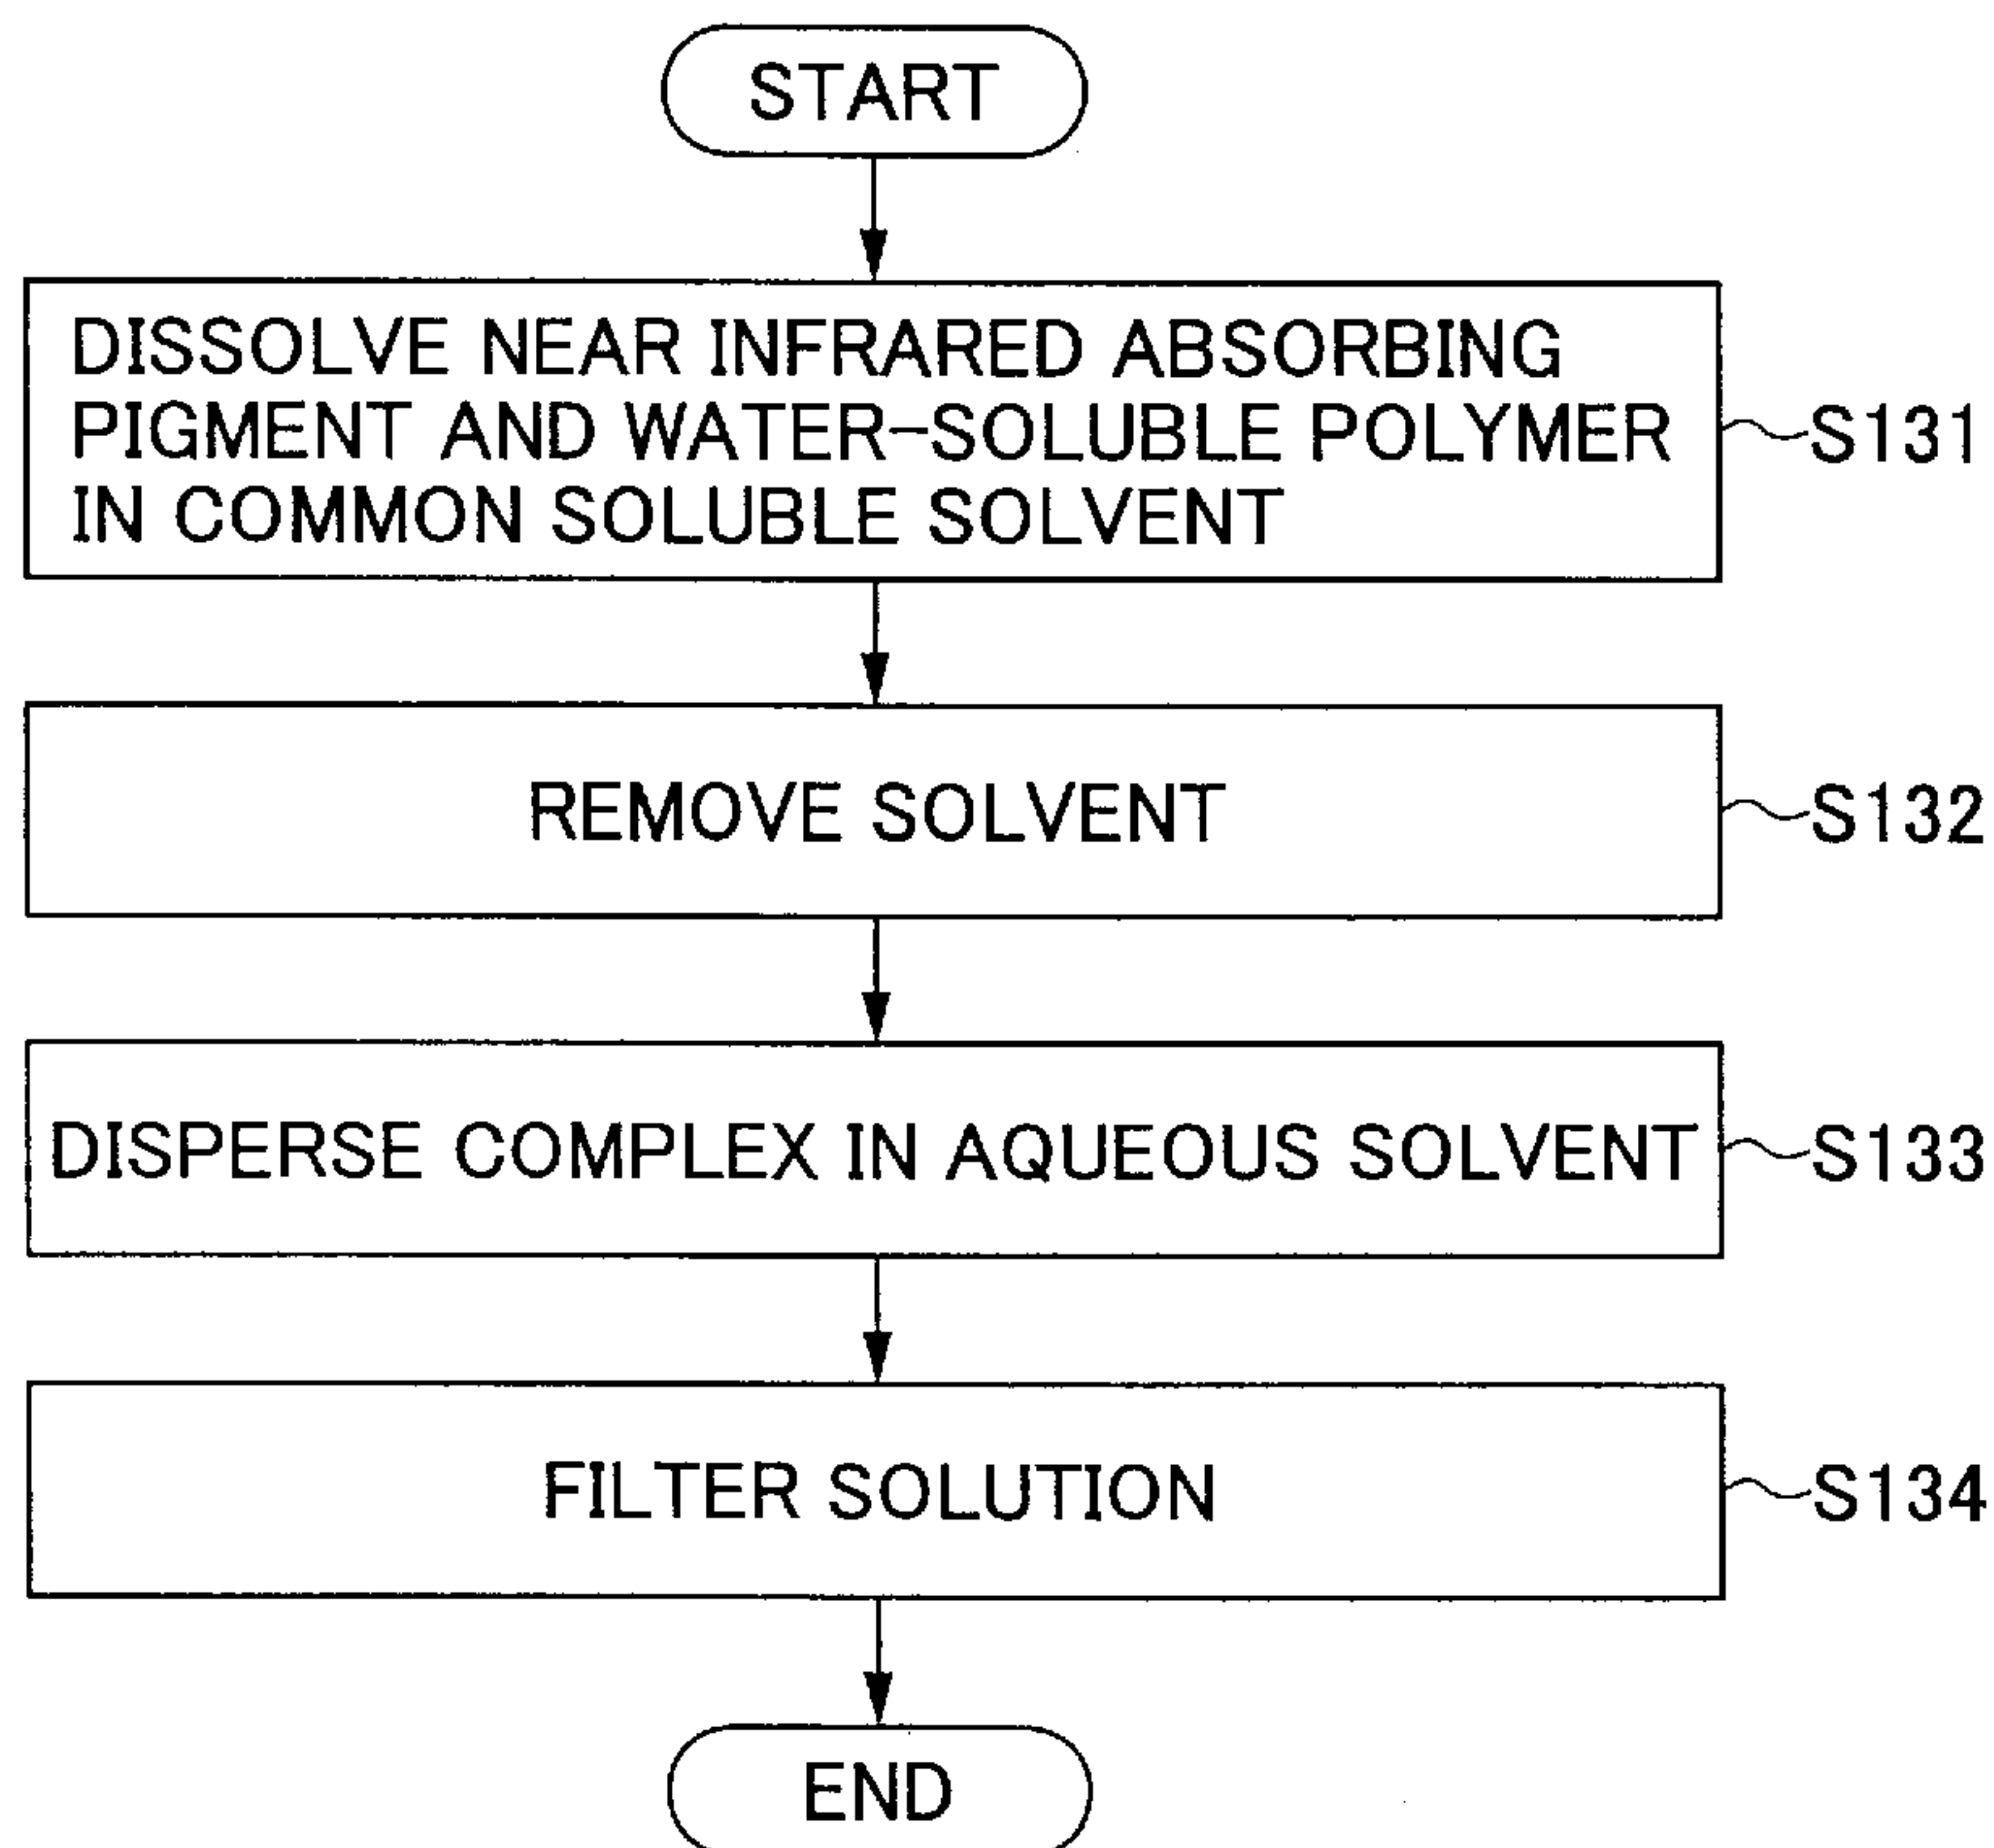 START
DISSOLVE NEAR INFRARED ABSORBING
PIGMENT AND WATER-SOLUBLE POLYMER
IN COMMON SOLUBLE SOLVENT
S131
REMOVE SOLVENT
S132
DISPERSE COMPLEX IN AQUEOUS SOLVENT
S133
FILTER SOLUTION
S134
END